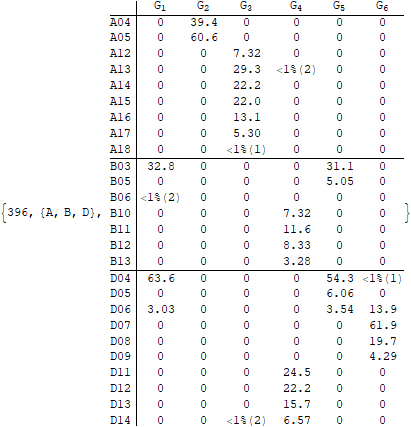 G1 G2 G3 G4 G5 G6
A04 0 39.4 0 0 0 0
A05 0 60.6 0 0 0 0
A12 0 0 7.32 0 0 0
A13 0 0 29.3 <1%(2) 0 0
A14 0 0 22.2 0 0 0
A15 0 0 22.0 0 0 0
A16 0 0 13.1 0 0 0
A17 0 0 5.30 0 0 0
A18 0 0 <1%(1) 0 0 0
B03 32.8 0 0 0 31.1 0
B05 0 0 0 0 5.05 0
B06 <1%(2) 0 0 0 0 0
{396, {A, B, D}, B10 0 0 0 7.32 0 0 }
B11 0 0 0 11.6 0 0
B12 0 0 0 8.33 0 0
B13 0 0 0 3.28 0 0
D04 63.6 0 0 0 54.3 <1%(1)
D05 0 0 0 0 6.06 0
D06 3.03 0 0 0 3.54 13.9
D07 0 0 0 0 0 61.9
D08 0 0 0 0 0 19.7
D09 0 0 0 0 0 4.29
D11 0 0 0 24.5 0 0
D12 0 0 0 22.2 0 0
D13 0 0 0 15.7 0 0
D14 0 0 <1%(2) 6.57 0 0